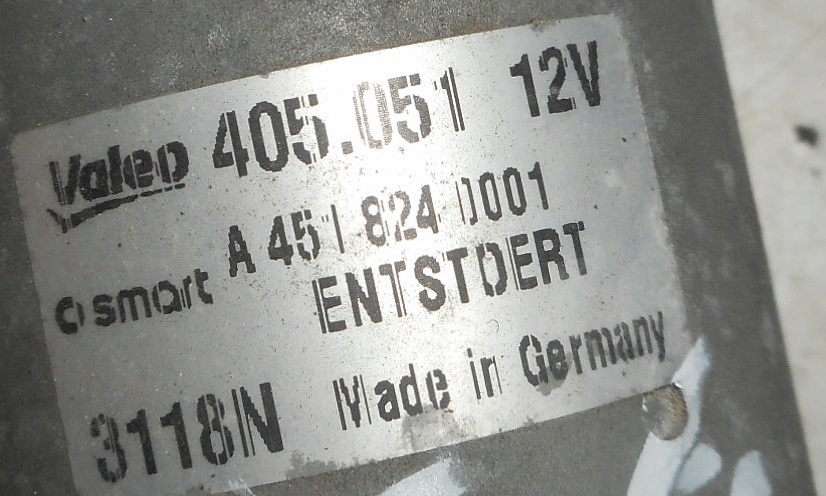 Valeo 405.051 12V
A 451 824 0001
smart ENTSTOERT
3118N Made in Germany